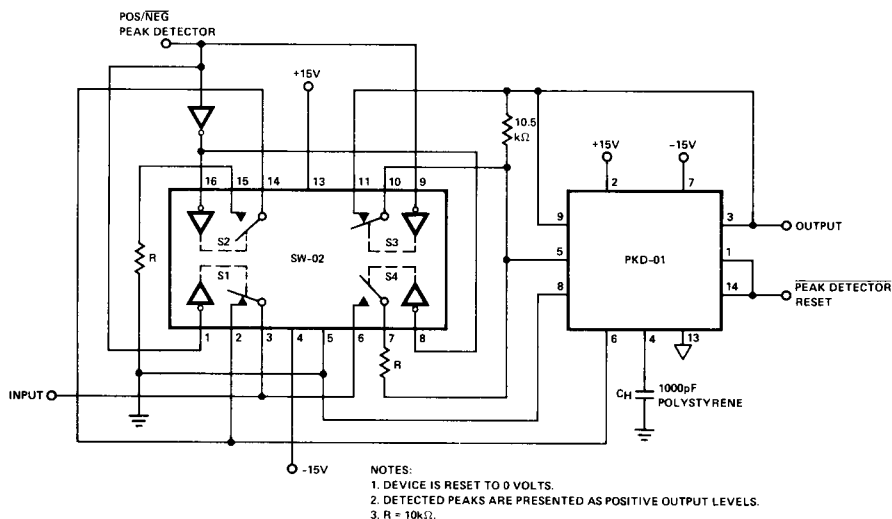 POS/NEG
PEAK DETECTOR
+15V
10.5
kΩ
+15V
-15V
16 15 14 13 11 10 9
2 7
S2 S3
SW-02
S1 S4
R
R
9
5
8
PKD-01
3
1
14
OUTPUT
PEAK DETECTOR
RESET
1 2 3 4 5 6 7 8
6 4 13
INPUT
CH
1000pF
POLYSTYRENE
-15V
NOTES:
1. DEVICE IS RESET TO 0 VOLTS.
2. DETECTED PEAKS ARE PRESENTED AS POSITIVE OUTPUT LEVELS.
3. R = 10kΩ.